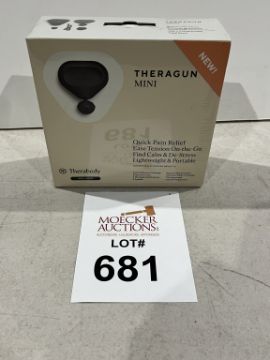 NEW!
THERAGUN
MINI
Quick Pain Relief
Ease Tension On-the-Go
Find Calm & De-Stress
Lightweight & Portable
Therabody
MOECKER
AUCTIONS
LOT#
681